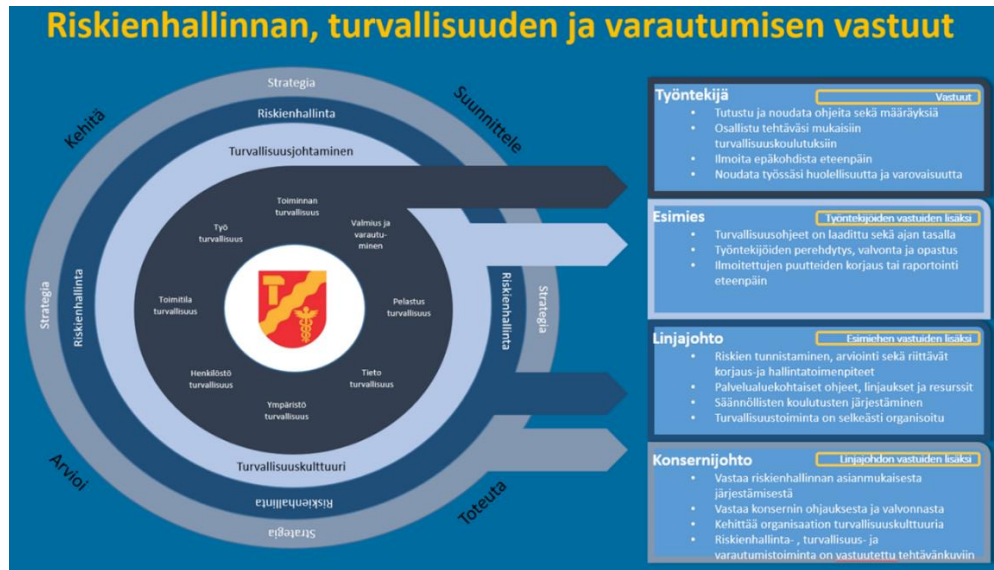 Riskienhallinnan, turvallisuuden ja varautumisen vastuut
Strategia
Riskienhallinta
Turvallisuusjohtaminen
Kehitä
Suunnittele
Toiminnan
turvallisuus
Työ
turvallisuus
Valmius ja
varautu-
minen
Toimitila
turvallisuus
Pelastus
turvallisuus
Henkilöstö
turvallisuus
Tieto
turvallisuus
Ympäristö
turvallisuus
Strategia
Riskienhallinta
Riskienhallinta
Strategia
Turvallisuuskulttuuri
Riskienhallinta
Strategia
Arvioi
Toteuta
Työntekijä
Vastuut
• Tutustu ja noudata ohjeita sekä määräyksiä
• Osallistu tehtäväsi mukaisiin
turvallisuuskoulutuksiin
• Ilmoita epäkohdista eteenpäin
• Noudata työssäsi huolellisuutta ja varovaisuutta
Esimies
Työntekijöiden vastuiden lisäksi
• Turvallisuusohjeet on laadittu sekä ajan tasalla
• Työntekijöiden perehdytys, valvonta ja opastus
• Ilmoitettujen puutteiden korjaus tai raportointi
eteenpäin
Linjajohto
Esimiehen vastuiden lisäksi
• Riskien tunnistaminen, arviointi sekä riittävät
korjaus-ja hallintatoimenpiteet
• Palvelualuekohtaiset ohjeet, linjaukset ja resurssit
• Säännöllisten koulutusten järjestäminen
• Turvallisuustoiminta on selkeästi organisoitu
Konsernijohto
Linjajohdon vastuiden lisäksi
• Vastaa riskienhallinnan asianmukaisesta
järjestämisestä
• Vastaa konsernin ohjauksesta ja valvonnasta
• Kehittää organisaation turvallisuuskulttuuria
• Riskienhallinta- , turvallisuus- ja
varautumistoiminta on vastuutettu tehtävänkuviin